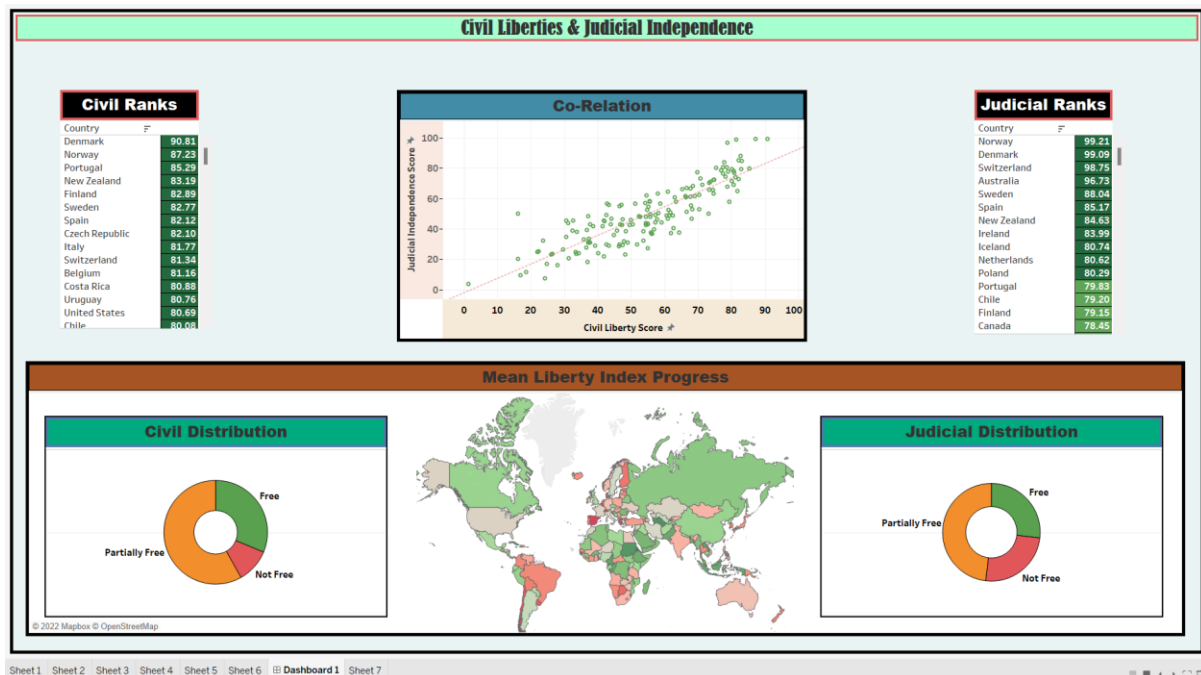 Civil Liberties & Judicial Independence
Civil Ranks
Country
Denmark 90.81
Norway 87.23
Portugal 85.29
New Zealand 83.19
Finland 82.89
Sweden 82.77
Spain 82.12
Czech Republic 82.10
Italy 81.77
Switzerland 81.34
Belgium 81.16
Costa Rica 80.88
Uruguay 80.76
United States 80.69
Chile 80.08
Co-Relation
Judicial Independence Score
100
80
60
40
20
0
0 10 20 30 40 50 60 70 80 90 100
Civil Liberty Score
Judicial Ranks
Country
Norway 99.21
Denmark 99.09
Switzerland 98.75
Australia 96.73
Sweden 88.04
Spain 85.17
New Zealand 84.63
Ireland 83.99
Iceland 80.74
Netherlands 80.62
Poland 80.29
Portugal 79.83
Chile 79.20
Finland 79.15
Canada 78.45
Mean Liberty Index Progress
Civil Distribution
Free
Partially Free
Not Free
Judicial Distribution
Free
Partially Free
Not Free
© 2022 Mapbox © OpenStreetMap
Sheet 1 Sheet 2 Sheet 3 Sheet 4 Sheet 5 Sheet 6 Dashboard 1 Sheet 7